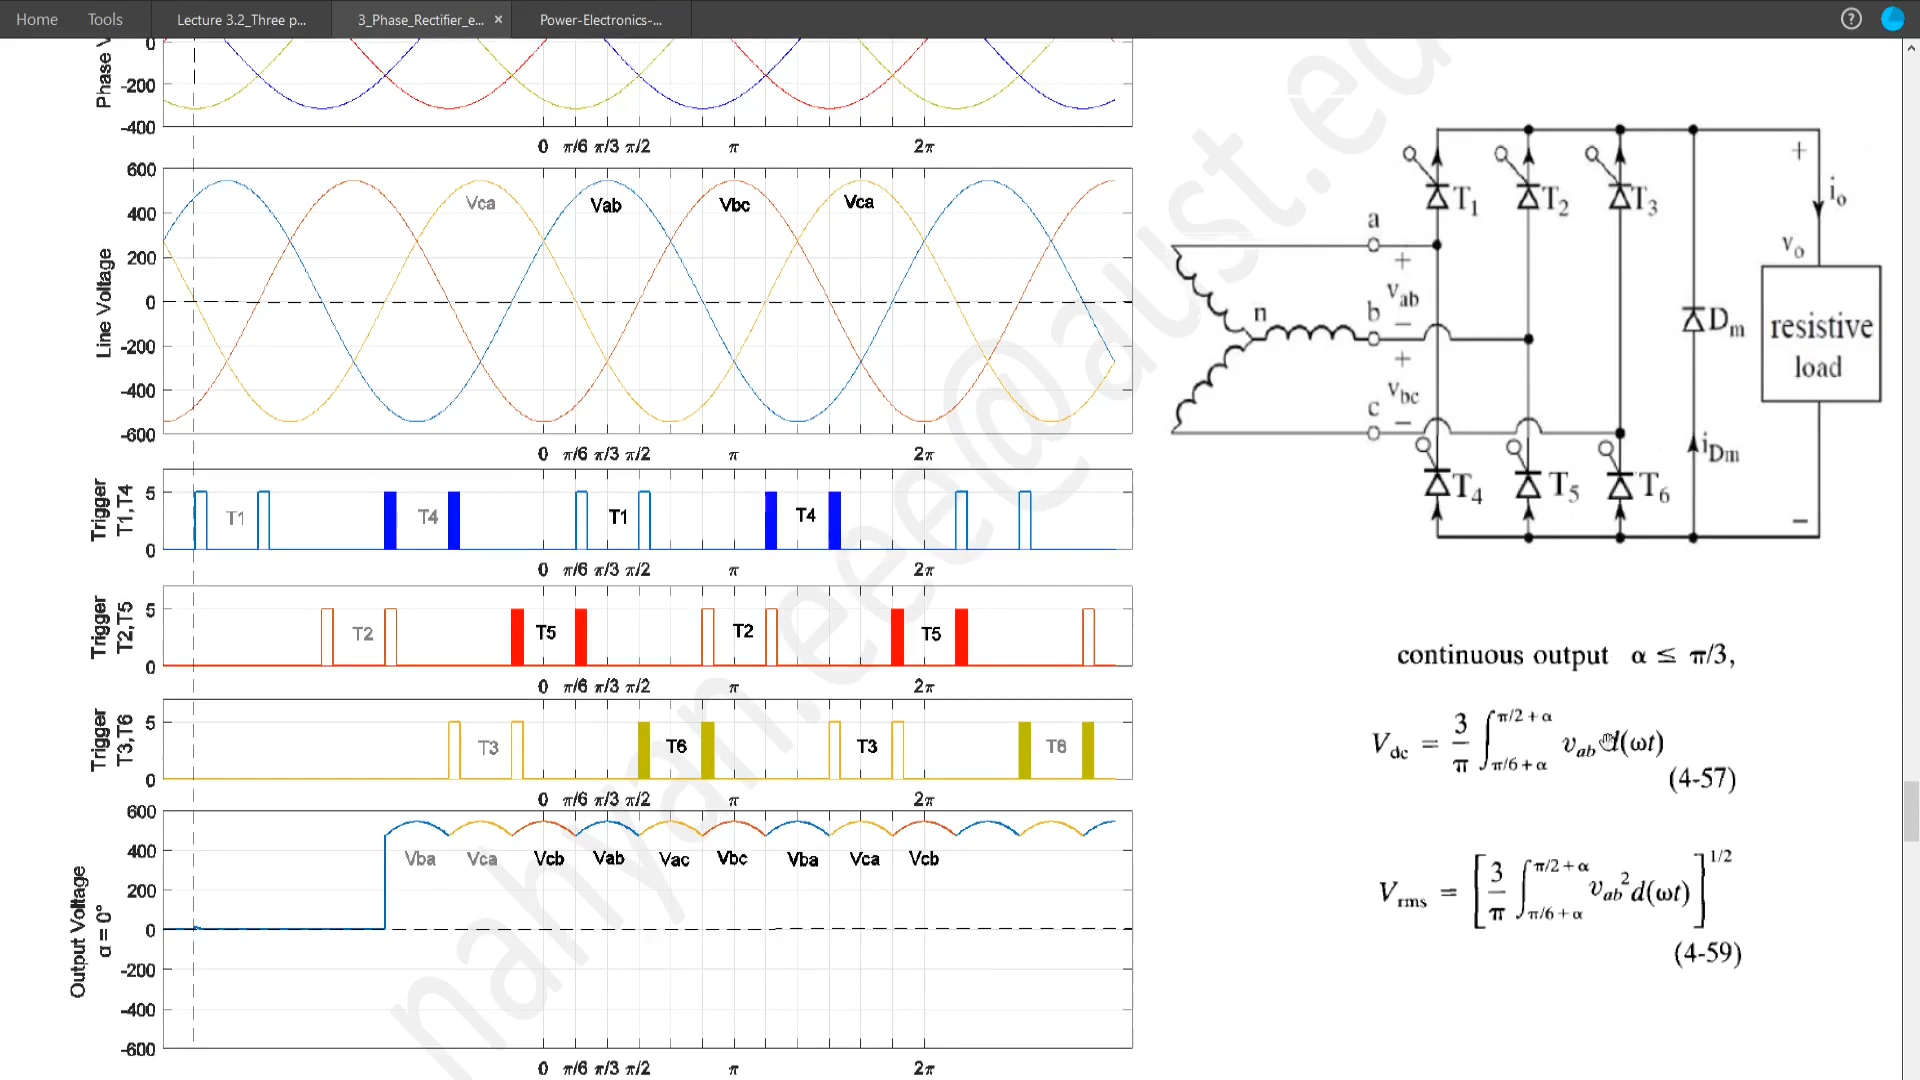 Home Tools Lecture 3.2_Three p... 3_Phase_Rectifier_e... × Power-Electronics-... ?
Phase V
0
-200
-400
0 π/6 π/3 π/2 π 2π
Line Voltage
600
400
200
0
-200
-400
-600
Vca Vab Vbc Vca
0 π/6 π/3 π/2 π 2π
Trigger
T1,T4
5
0
T1 T4 T1 T4
0 π/6 π/3 π/2 π 2π
Trigger
T2,T5
5
0
T2 T5 T2 T5
0 π/6 π/3 π/2 π 2π
Trigger
T3,T6
5
0
T3 T6 T3 T6
0 π/6 π/3 π/2 π 2π
Output Voltage
α = 0°
600
400
200
0
-200
-400
-600
Vba Vca Vcb Vab Vac Vbc Vba Vca Vcb
0 π/6 π/3 π/2 π 2π
T1 T2 T3
+
io
a
+
vo
vab
n
b
−
Dm
resistive
load
+
vbc
c
−
iDm
T4 T5 T6
−
continuous output α ≤ π/3,
Vdc = 3/π ∫π/6+α^π/2+α vab d(ωt)
(4-57)
Vrms = [3/π ∫π/6+α^π/2+α vab² d(ωt)]^1/2
(4-59)
nahyan.eee@aust.ed